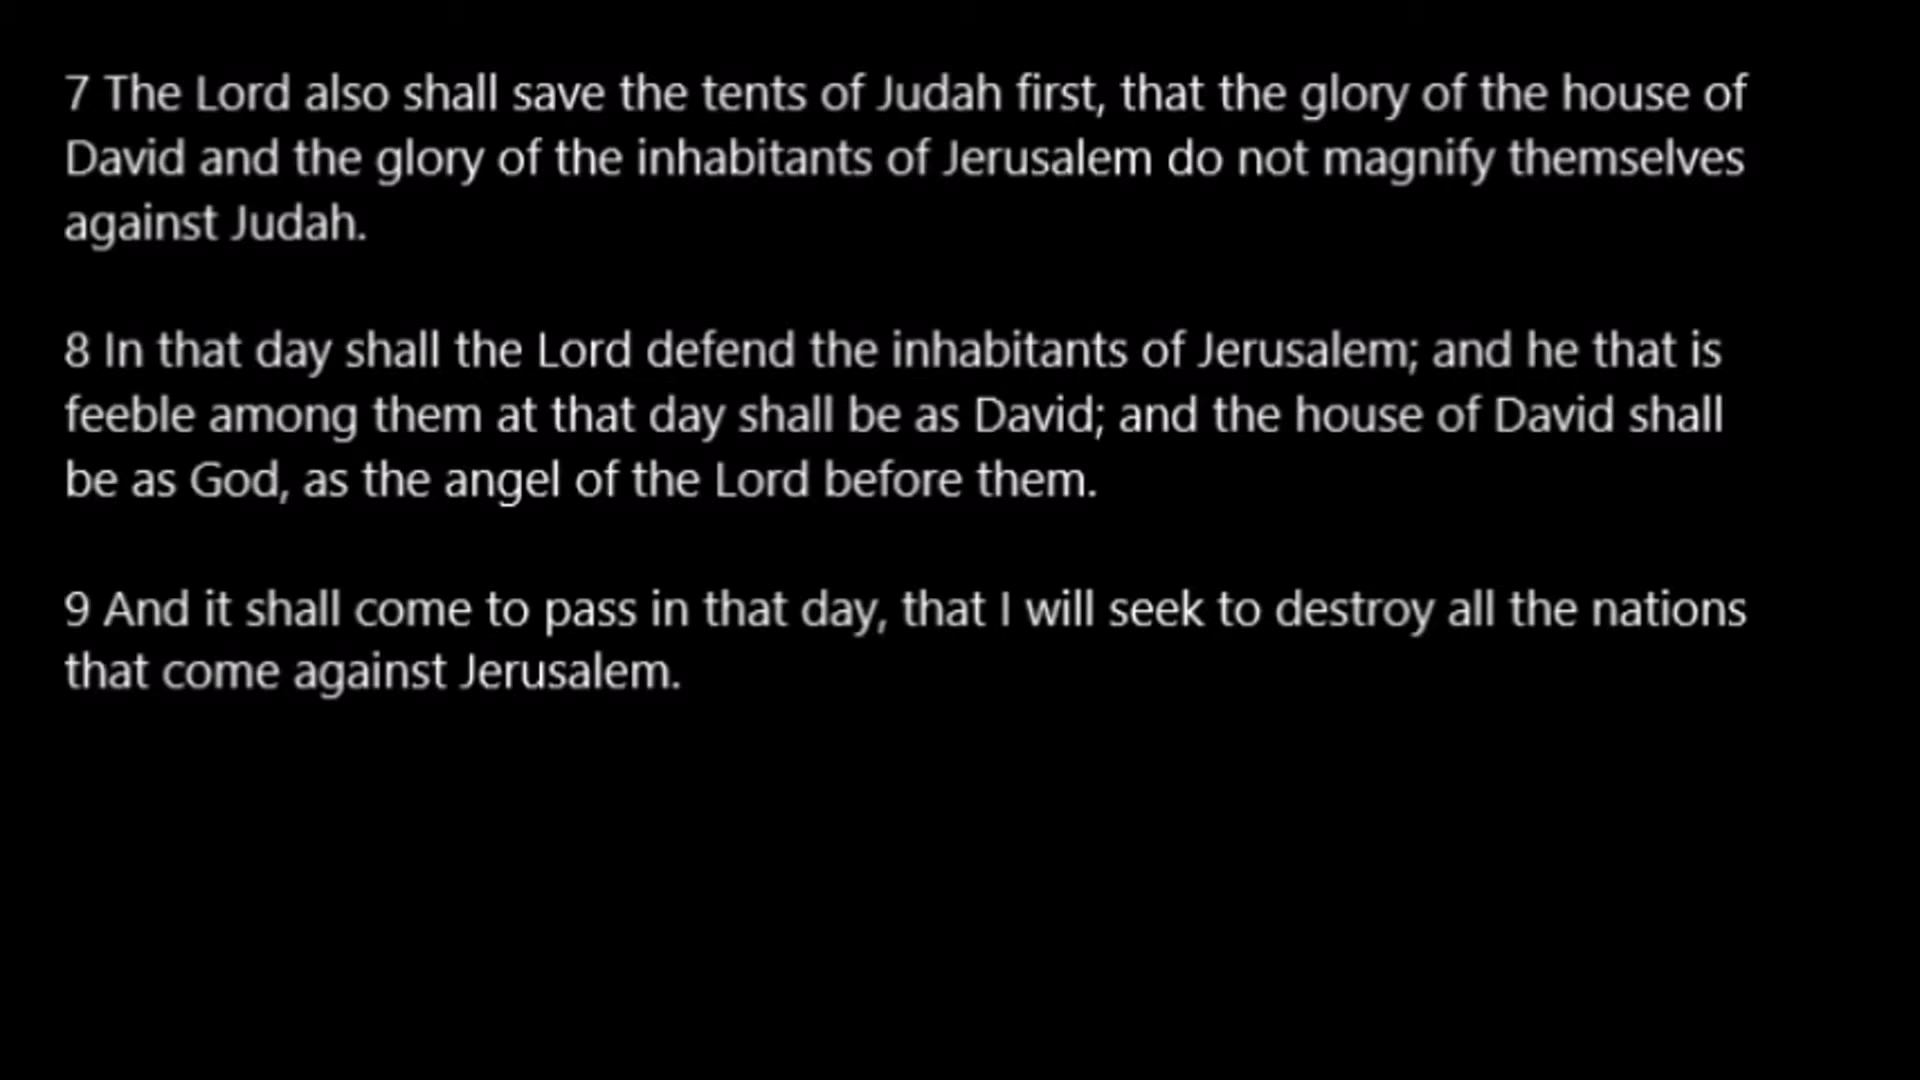 7 The Lord also shall save the tents of Judah first, that the glory of the house of
David and the glory of the inhabitants of Jerusalem do not magnify themselves
against Judah.
8 In that day shall the Lord defend the inhabitants of Jerusalem; and he that is
feeble among them at that day shall be as David; and the house of David shall
be as God, as the angel of the Lord before them.
9 And it shall come to pass in that day, that I will seek to destroy all the nations
that come against Jerusalem.